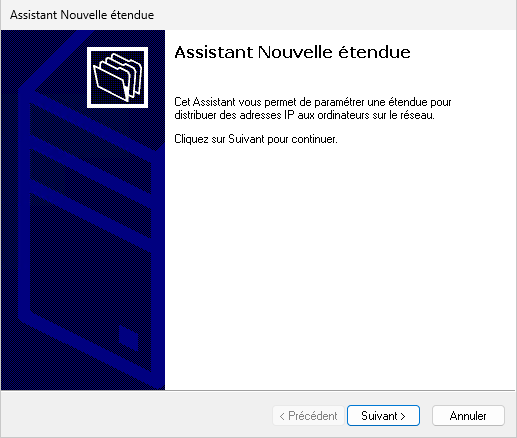 Assistant Nouvelle étendue
Assistant Nouvelle étendue
Cet Assistant vous permet de paramétrer une étendue pour
distribuer des adresses IP aux ordinateurs sur le réseau.
Cliquez sur Suivant pour continuer.
< Précédent
Suivant >
Annuler